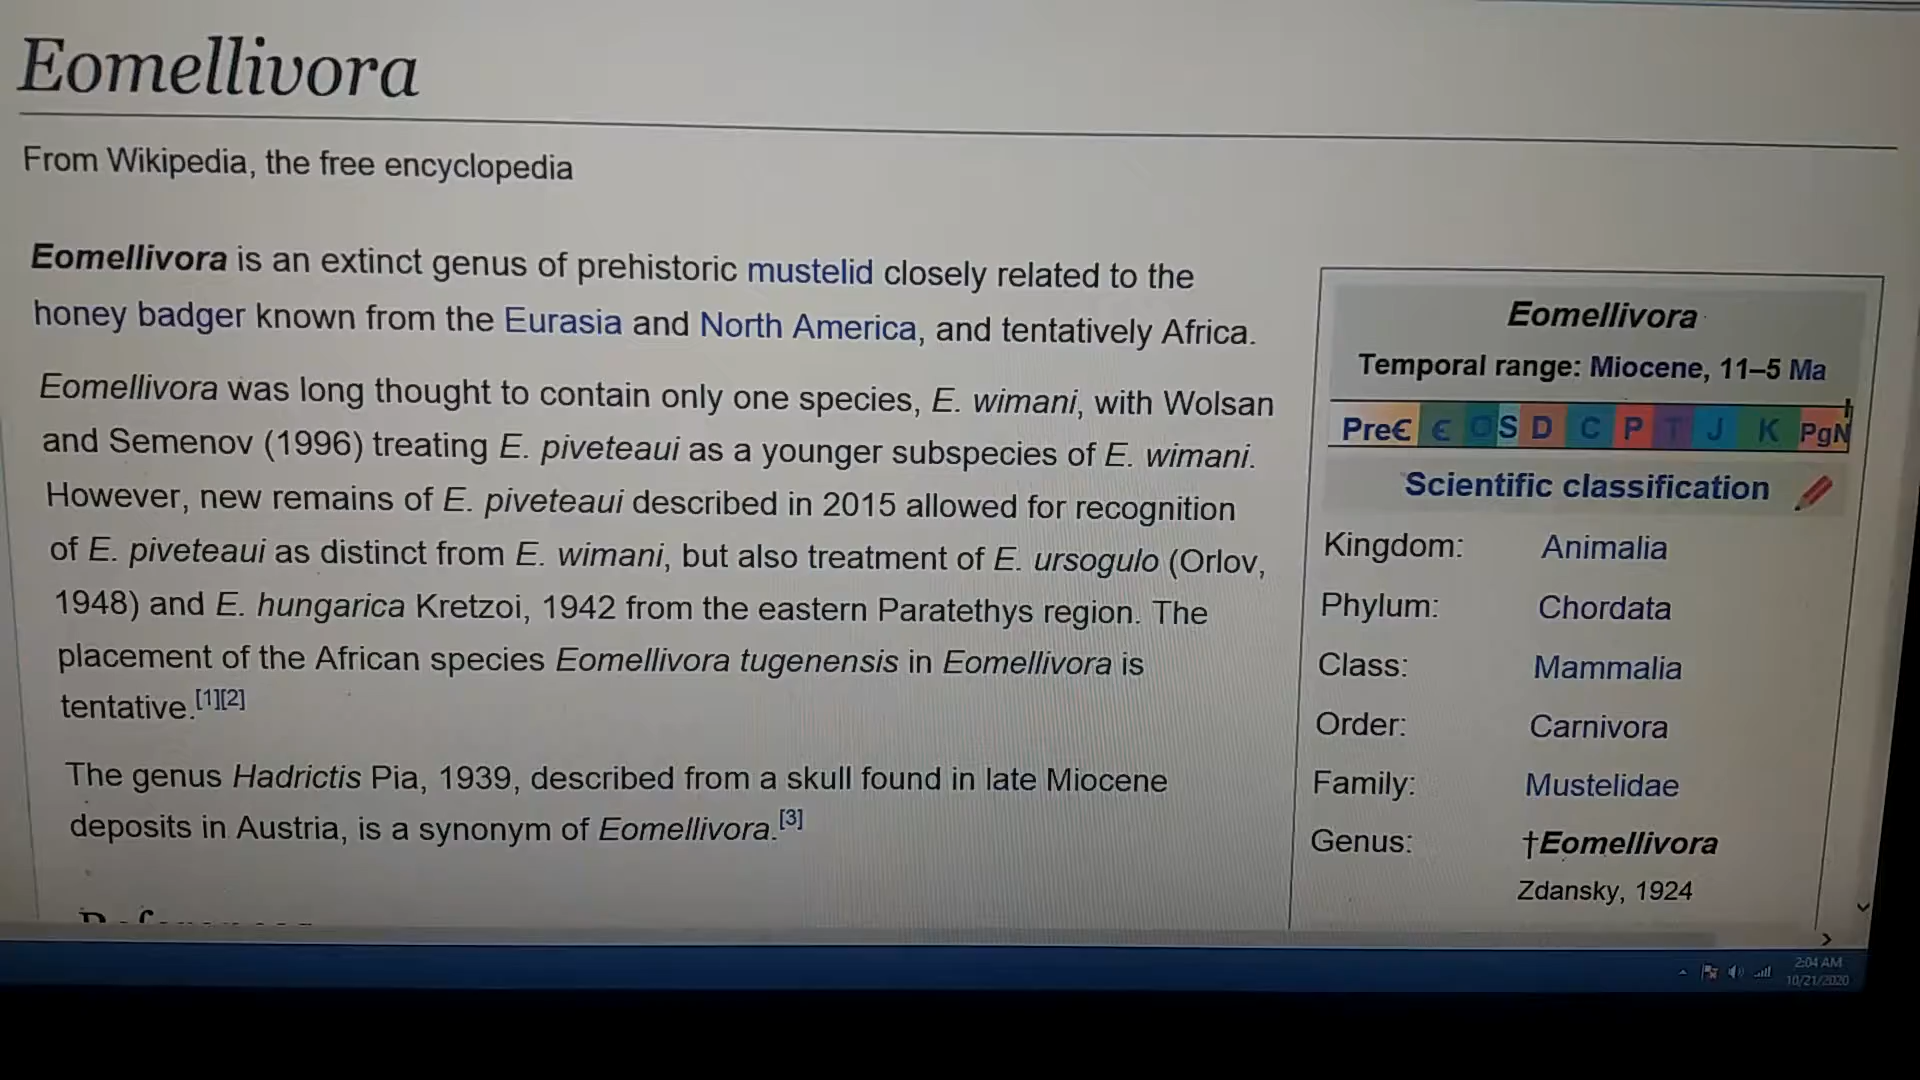 Eomellivora
From Wikipedia, the free encyclopedia
Eomellivora is an extinct genus of prehistoric mustelid closely related to the
honey badger known from the Eurasia and North America, and tentatively Africa.
Eomellivora was long thought to contain only one species, E. wimani, with Wolsan
and Semenov (1996) treating E. piveteaui as a younger subspecies of E. wimani.
However, new remains of E. piveteaui described in 2015 allowed for recognition
of E. piveteaui as distinct from E. wimani, but also treatment of E. ursogulo (Orlov,
1948) and E. hungarica Kretzoi, 1942 from the eastern Paratethys region. The
placement of the African species Eomellivora tugenensis in Eomellivora is
tentative.[1][2]
The genus Hadrictis Pia, 1939, described from a skull found in late Miocene
deposits in Austria, is a synonym of Eomellivora.[3]
Eomellivora
Temporal range: Miocene, 11–5 Ma
PreЄ Є O S D C P T J K Pg N
Scientific classification
Kingdom: Animalia
Phylum: Chordata
Class: Mammalia
Order: Carnivora
Family: Mustelidae
Genus: †Eomellivora
Zdansky, 1924
2:04 AM
10/21/2020